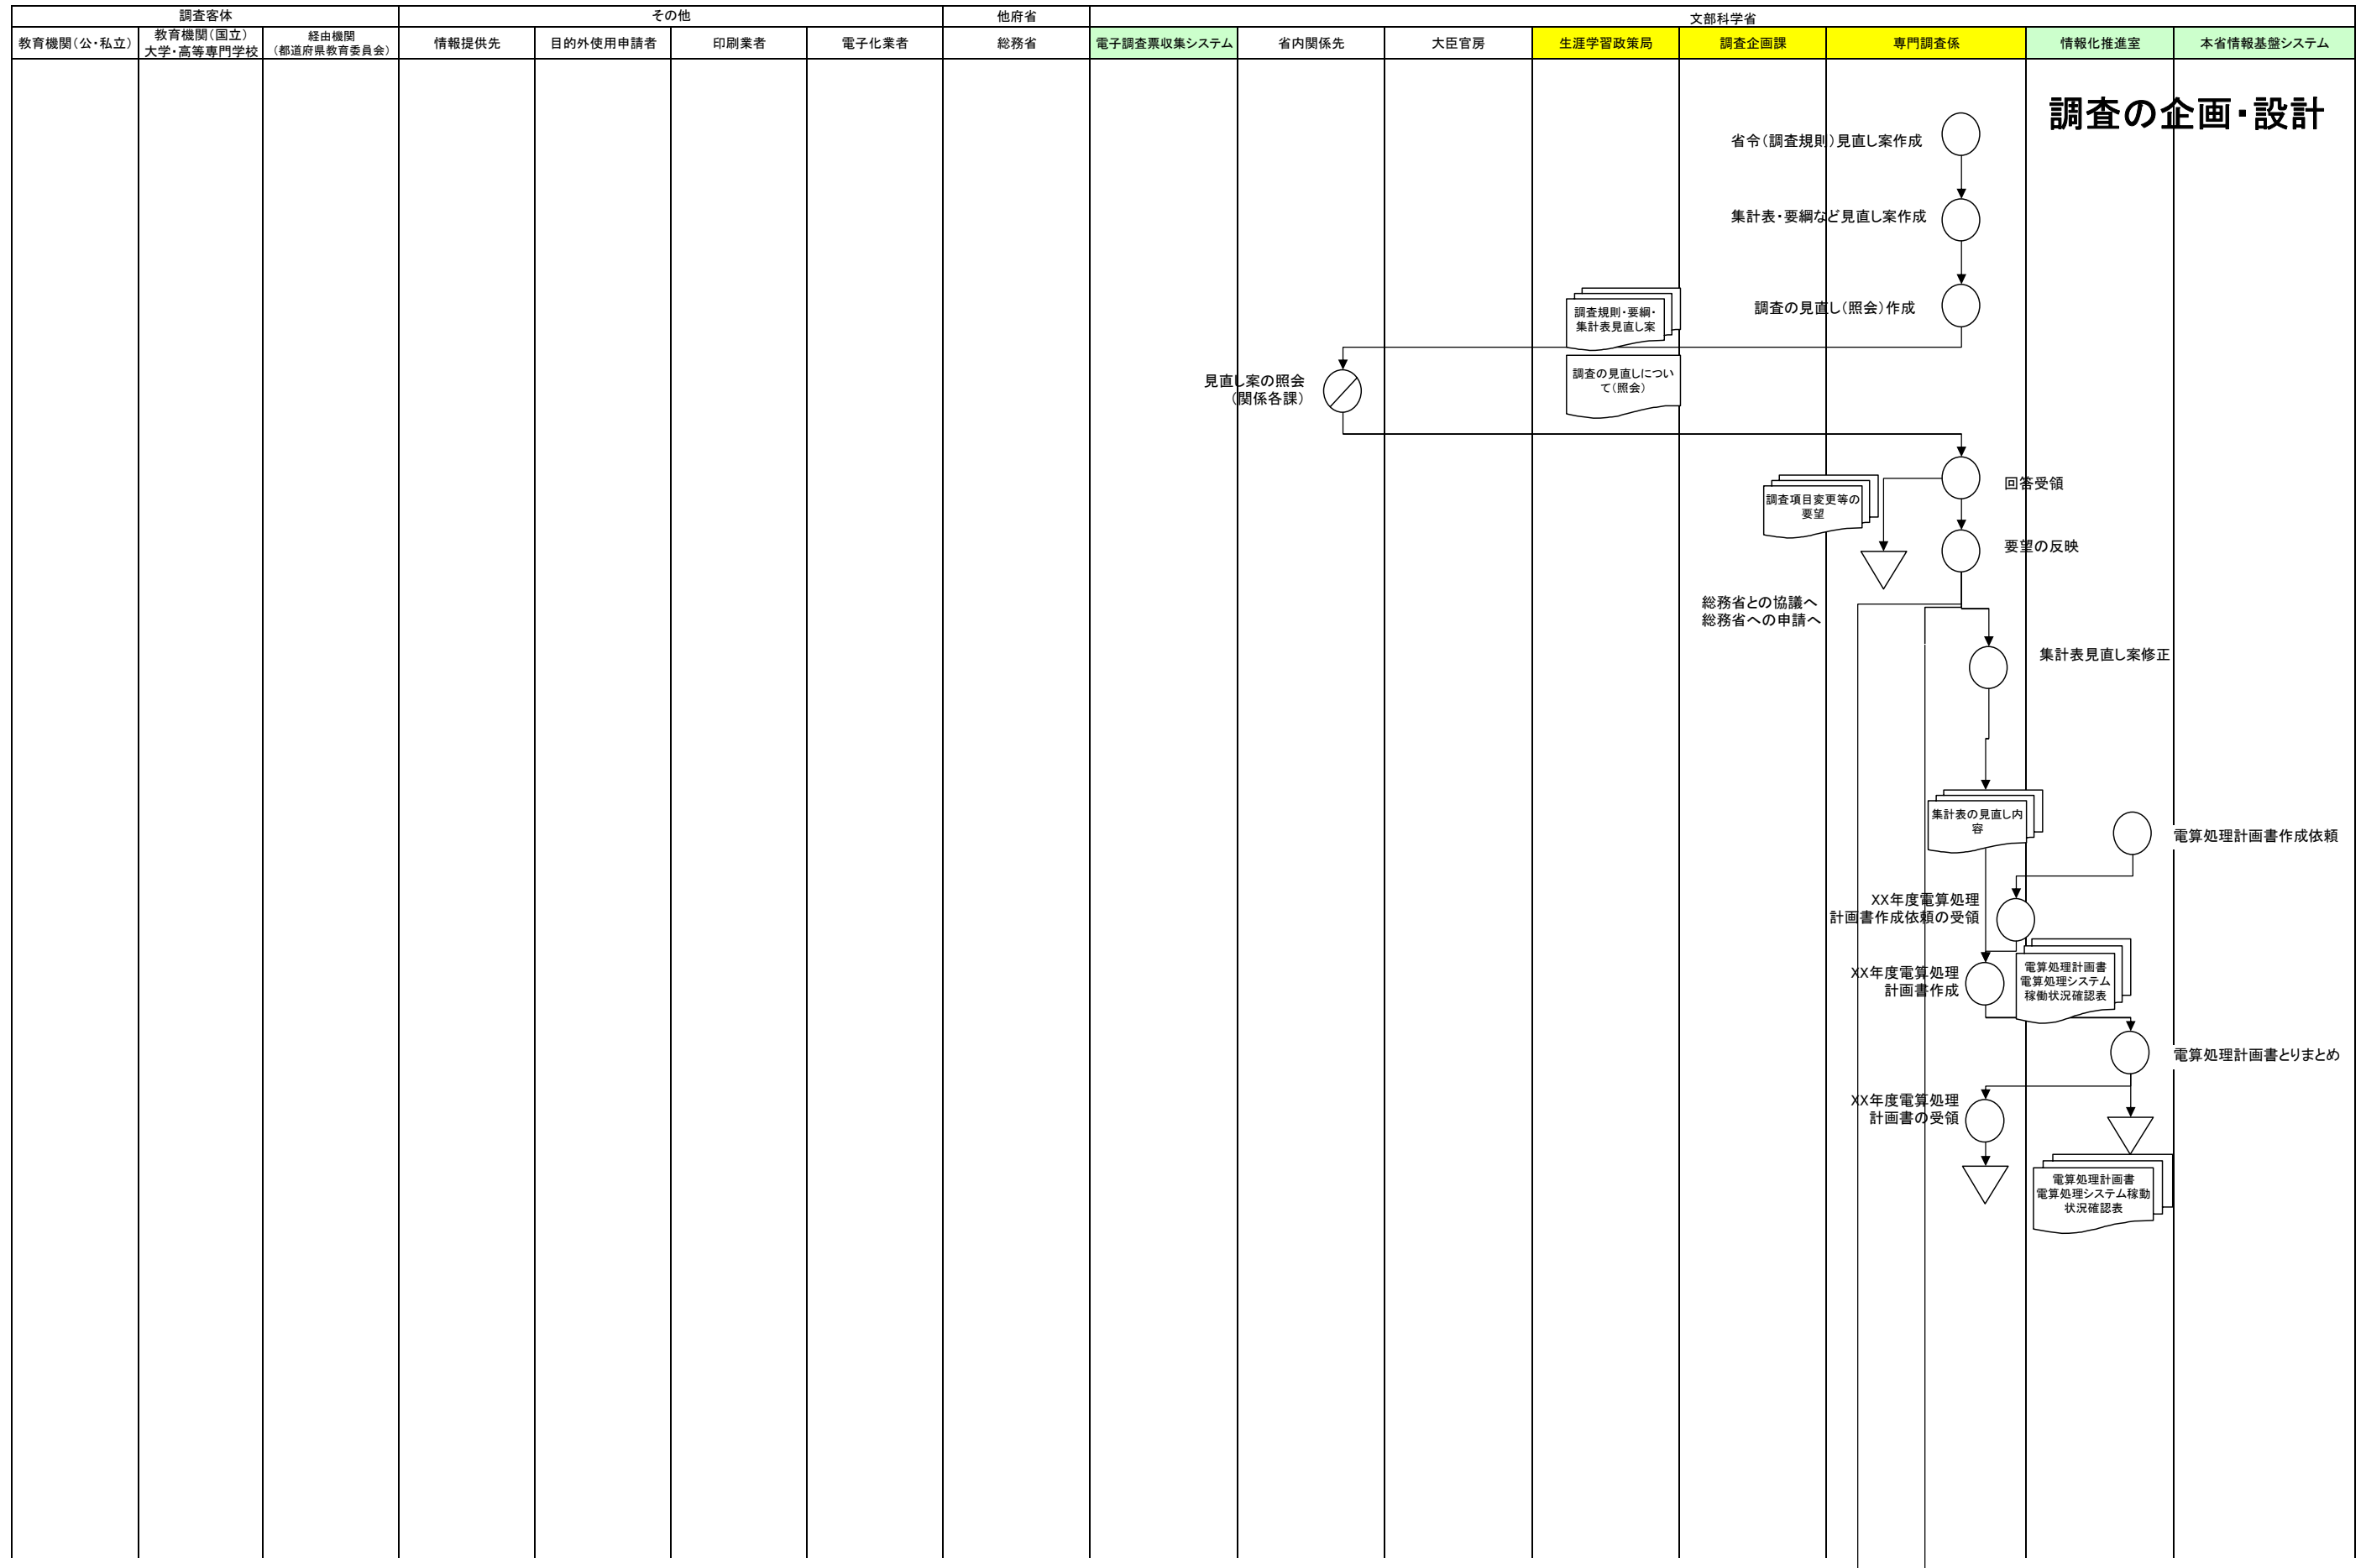 調査客体
その他
他府省
文部科学省
教育機関（公・私立）
教育機関（国立）
大学・高等専門学校
経由機関
（都道府県教育委員会）
情報提供先
目的外使用申請者
印刷業者
電子化業者
総務省
電子調査票収集システム
省内関係先
大臣官房
生涯学習政策局
調査企画課
専門調査係
情報化推進室
本省情報基盤システム
調査の企画・設計
省令（調査規則）見直し案作成
集計表・要綱など見直し案作成
調査の見直し（照会）作成
調査規則・要綱・
集計表見直し案
調査の見直しについ
て（照会）
見直し案の照会
（関係各課）
回答受領
調査項目変更等の
要望
要望の反映
総務省との協議へ
総務省への申請へ
集計表見直し案修正
集計表の見直し内
容
電算処理計画書作成依頼
XX年度電算処理
計画書作成依頼の受領
XX年度電算処理
計画書作成
電算処理計画書
電算処理システム
稼働状況確認表
電算処理計画書とりまとめ
XX年度電算処理
計画書の受領
電算処理計画書
電算処理システム稼動
状況確認表